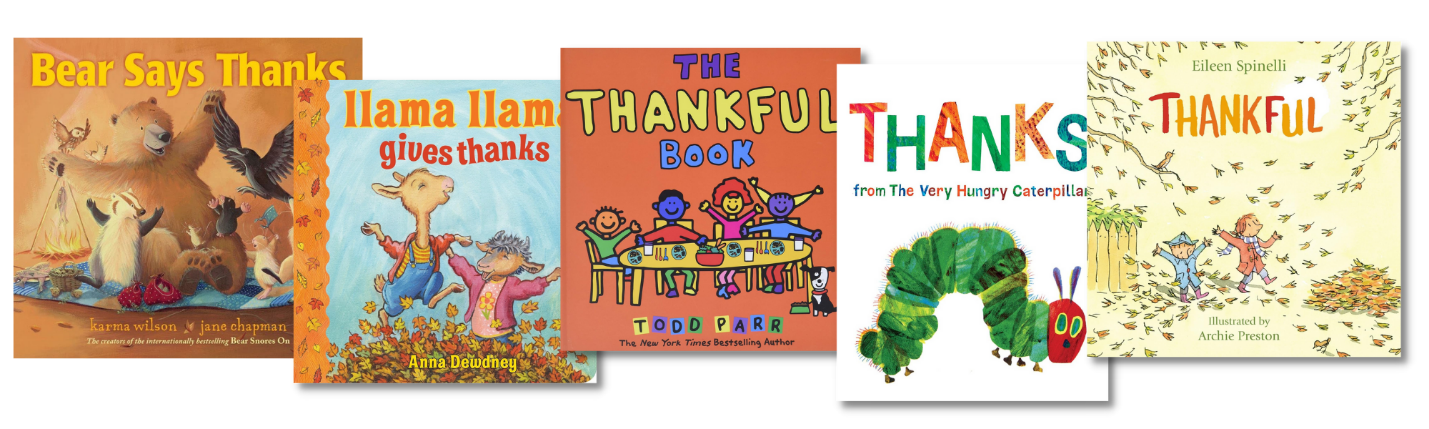 Bear Says Thanks
karma wilson jane chapman
The creators of the internationally bestselling Bear Snores On
llama llama
gives thanks
Anna Dewdney
THE
THANKFUL
BOOK
TODD PARR
The New York Times Bestselling Author
THANKS
from The Very Hungry Caterpillar
Eileen Spinelli
THANKFUL
Illustrated by
Archie Preston